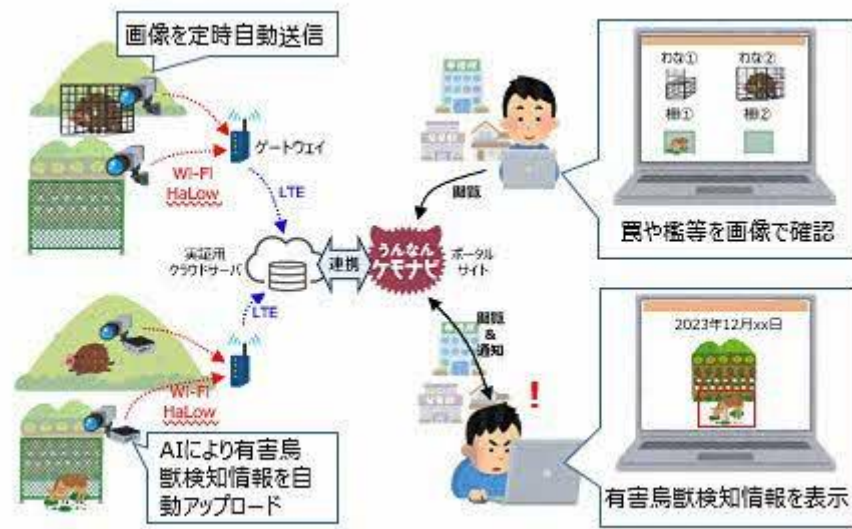 画像を定時自動送信
ゲートウェイ
Wi-Fi
HaLow
LTE
実証用
クラウドサーバ
連携
うんなん
ケモナビ
ポータル
サイト
閲覧
わな① わな②
柵① 柵②
罠や檻等を画像で確認
LTE
Wi-Fi
HaLow
AIにより有害鳥
獣検知情報を自
動アップロード
閲覧
&
通知
!
2023年12月xx日
有害鳥獣検知情報を表示